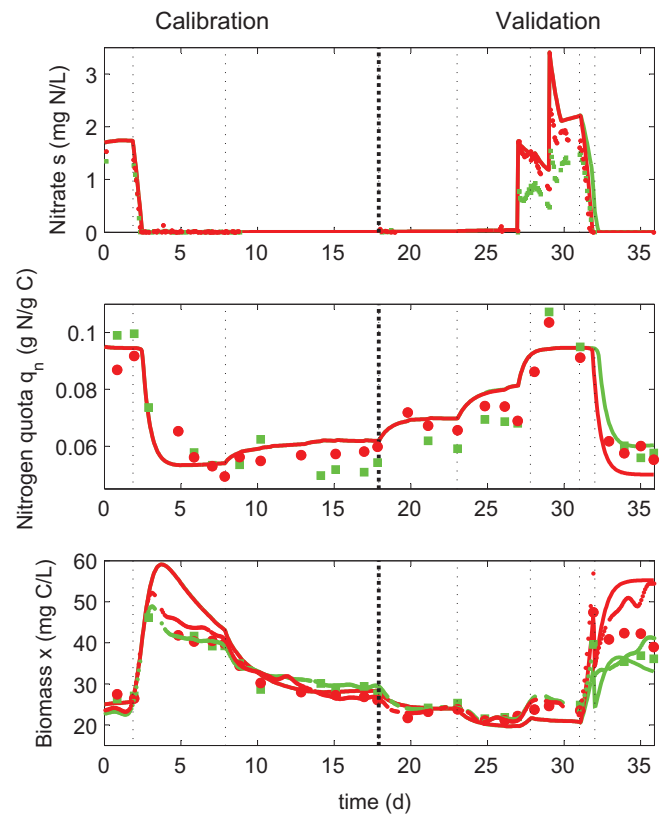 Calibration Validation
Nitrate s (mg N/L)
3
2
1
0
0 5 10 15 20 25 30 35
Nitrogen quota q_n (g N/g C)
0.1
0.08
0.06
0 5 10 15 20 25 30 35
Biomass x (mg C/L)
60
50
40
30
20
0 5 10 15 20 25 30 35
time (d)